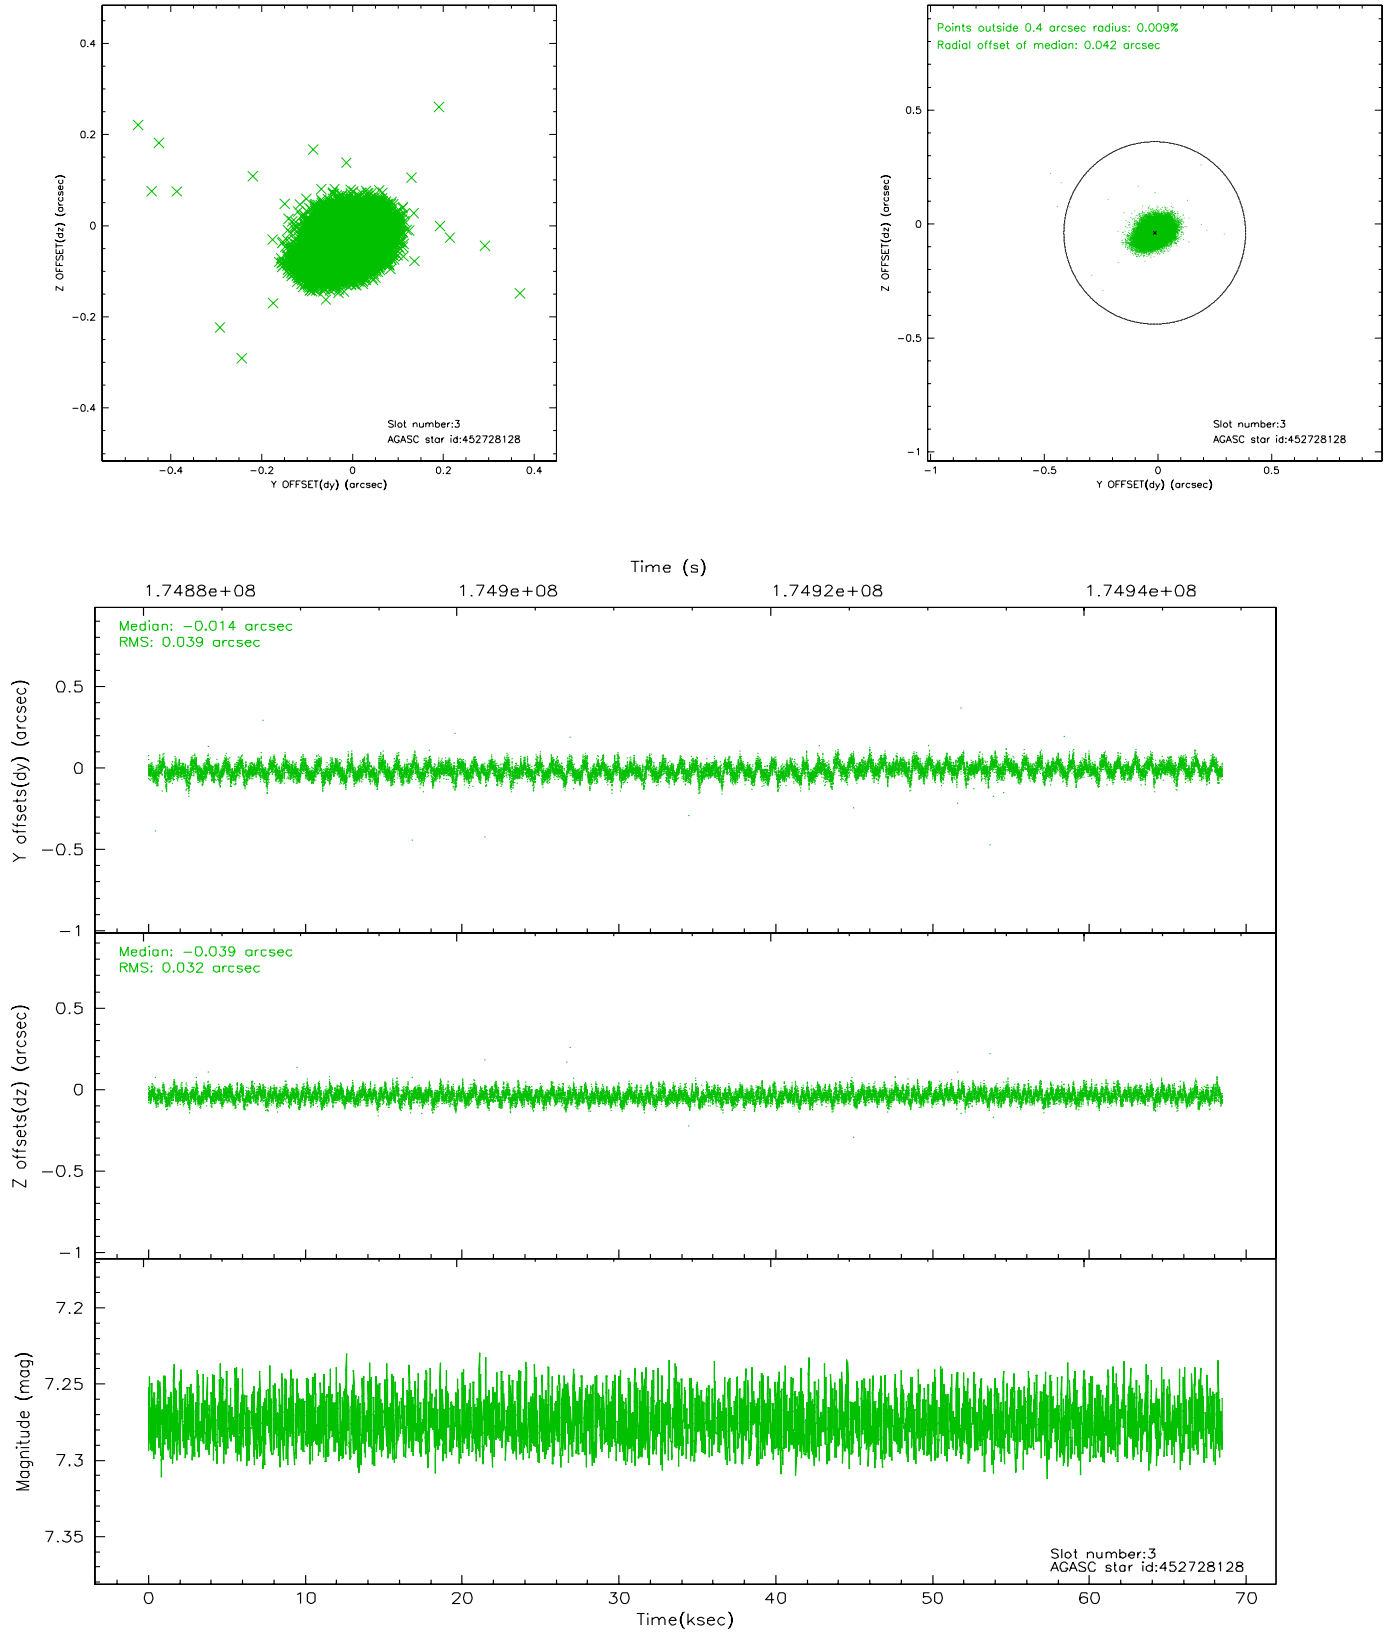 0.4
0.2
0
−0.2
−0.4
Z OFFSET(dz) (arcsec)
−0.4
−0.2
0
0.2
0.4
Y OFFSET(dy) (arcsec)
Slot number:3
AGASC star id:452728128
Points outside 0.4 arcsec radius: 0.009%
Radial offset of median: 0.042 arcsec
0.5
0
−0.5
−1
Z OFFSET(dz) (arcsec)
−1
−0.5
0
0.5
Y OFFSET(dy) (arcsec)
Slot number:3
AGASC star id:452728128
Time (s)
1.7488e+08
1.749e+08
1.7492e+08
1.7494e+08
Median: −0.014 arcsec
RMS: 0.039 arcsec
0.5
0
−0.5
−1
Y offsets(dy) (arcsec)
Median: −0.039 arcsec
RMS: 0.032 arcsec
0.5
0
−0.5
−1
Z offsets(dz) (arcsec)
7.2
7.25
7.3
7.35
Magnitude (mag)
Slot number:3
AGASC star id:452728128
0
10
20
30
40
50
60
70
Time(ksec)